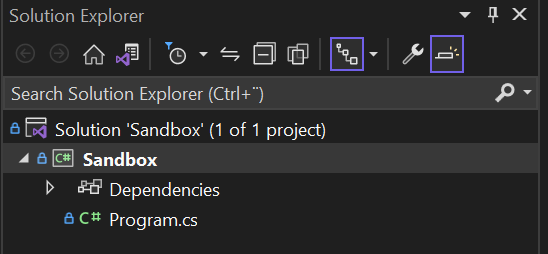 Solution Explorer
Search Solution Explorer (Ctrl+¨)
Solution 'Sandbox' (1 of 1 project)
C# Sandbox
Dependencies
C# Program.cs